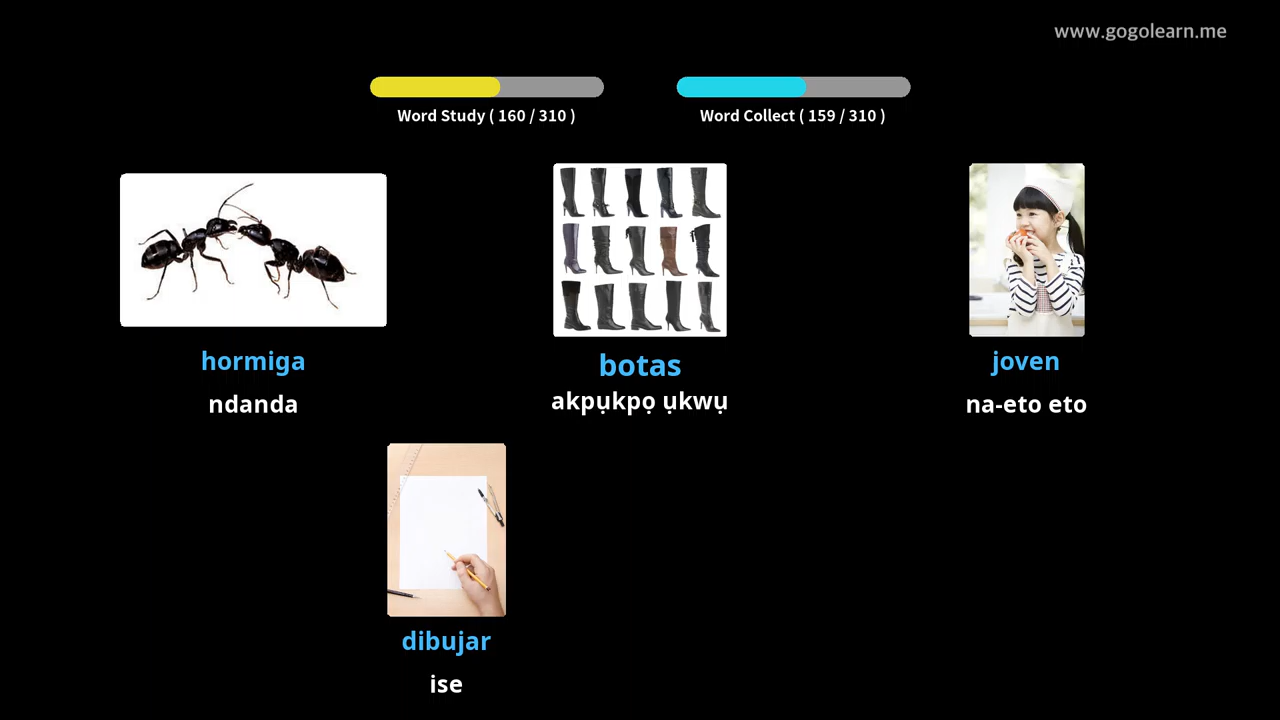 www.gogolearn.me
Word Study ( 160 / 310 )
Word Collect ( 159 / 310 )
hormiga
ndanda
botas
akpụkpọ ụkwụ
joven
na-eto eto
dibujar
ise